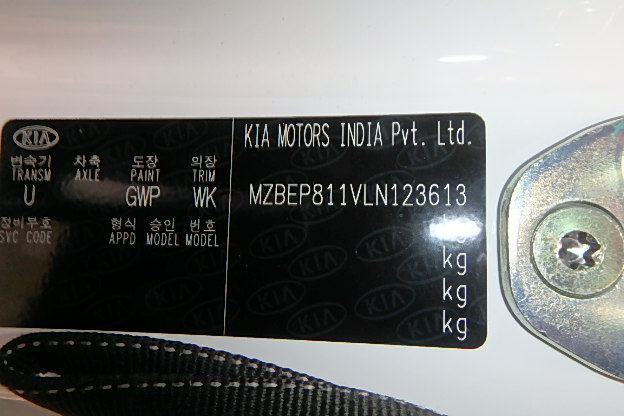 KIA
변속기 차축 도장 의장
TRANSM AXLE PAINT TRIM
U GWP WK
정비부호 형식 승인 번호
SVC CODE APPD MODEL MODEL
KIA MOTORS INDIA Pvt. Ltd.
MZBEP811VLN123613
kg
kg
kg
kg